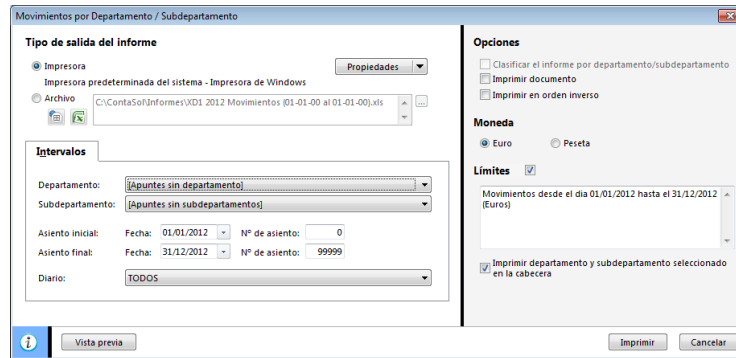 Movimientos por Departamento / Subdepartamento
Tipo de salida del informe
Impresora
Propiedades
Impresora predeterminada del sistema - Impresora de Windows
Archivo
C:\ContaSol\Informes\XD1 2012 Movimientos (01-01-00 al 01-01-00).xls
...
Intervalos
Departamento: [Apuntes sin departamento]
Subdepartamento: [Apuntes sin subdepartamentos]
Asiento inicial: Fecha: 01/01/2012 Nº de asiento: 0
Asiento final: Fecha: 31/12/2012 Nº de asiento: 99999
Diario: TODOS
Opciones
Clasificar el informe por departamento/subdepartamento
Imprimir documento
Imprimir en orden inverso
Moneda
Euro Peseta
Límites
Movimientos desde el dia 01/01/2012 hasta el 31/12/2012
(Euros)
Imprimir departamento y subdepartamento seleccionado
en la cabecera
i
Vista previa
Imprimir
Cancelar